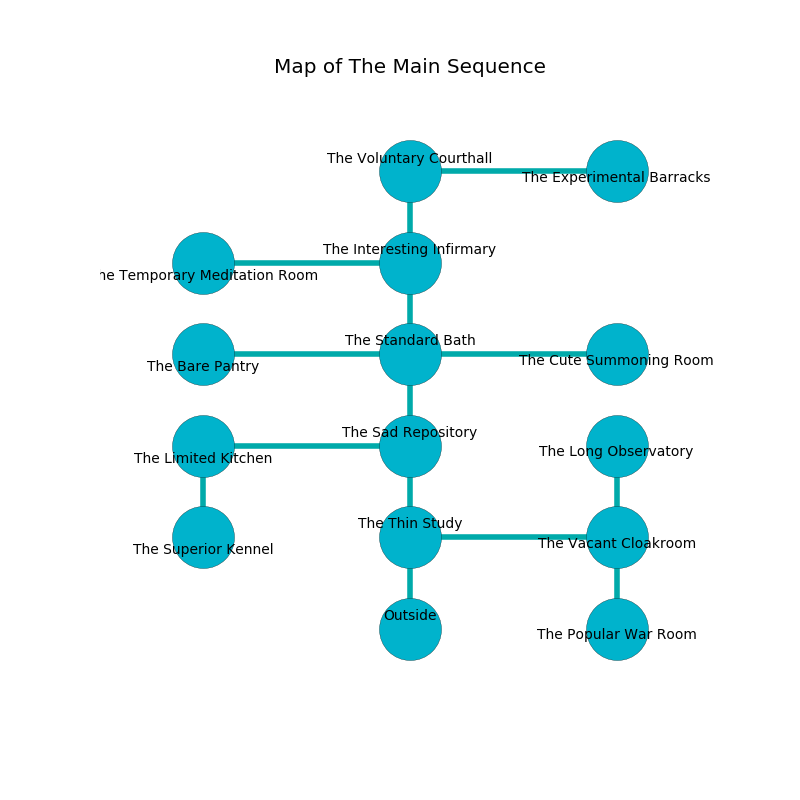 Map of The Main Sequence
The Voluntary Courthall
The Experimental Barracks
The Interesting Infirmary
Temporary Meditation Room
The Standard Bath
The Bare Pantry
The Cute Summoning Room
The Sad Repository
The Limited Kitchen
The Long Observatory
The Thin Study
The Superior Kennel
The Vacant Cloakroom
Outside
The Popular War Room